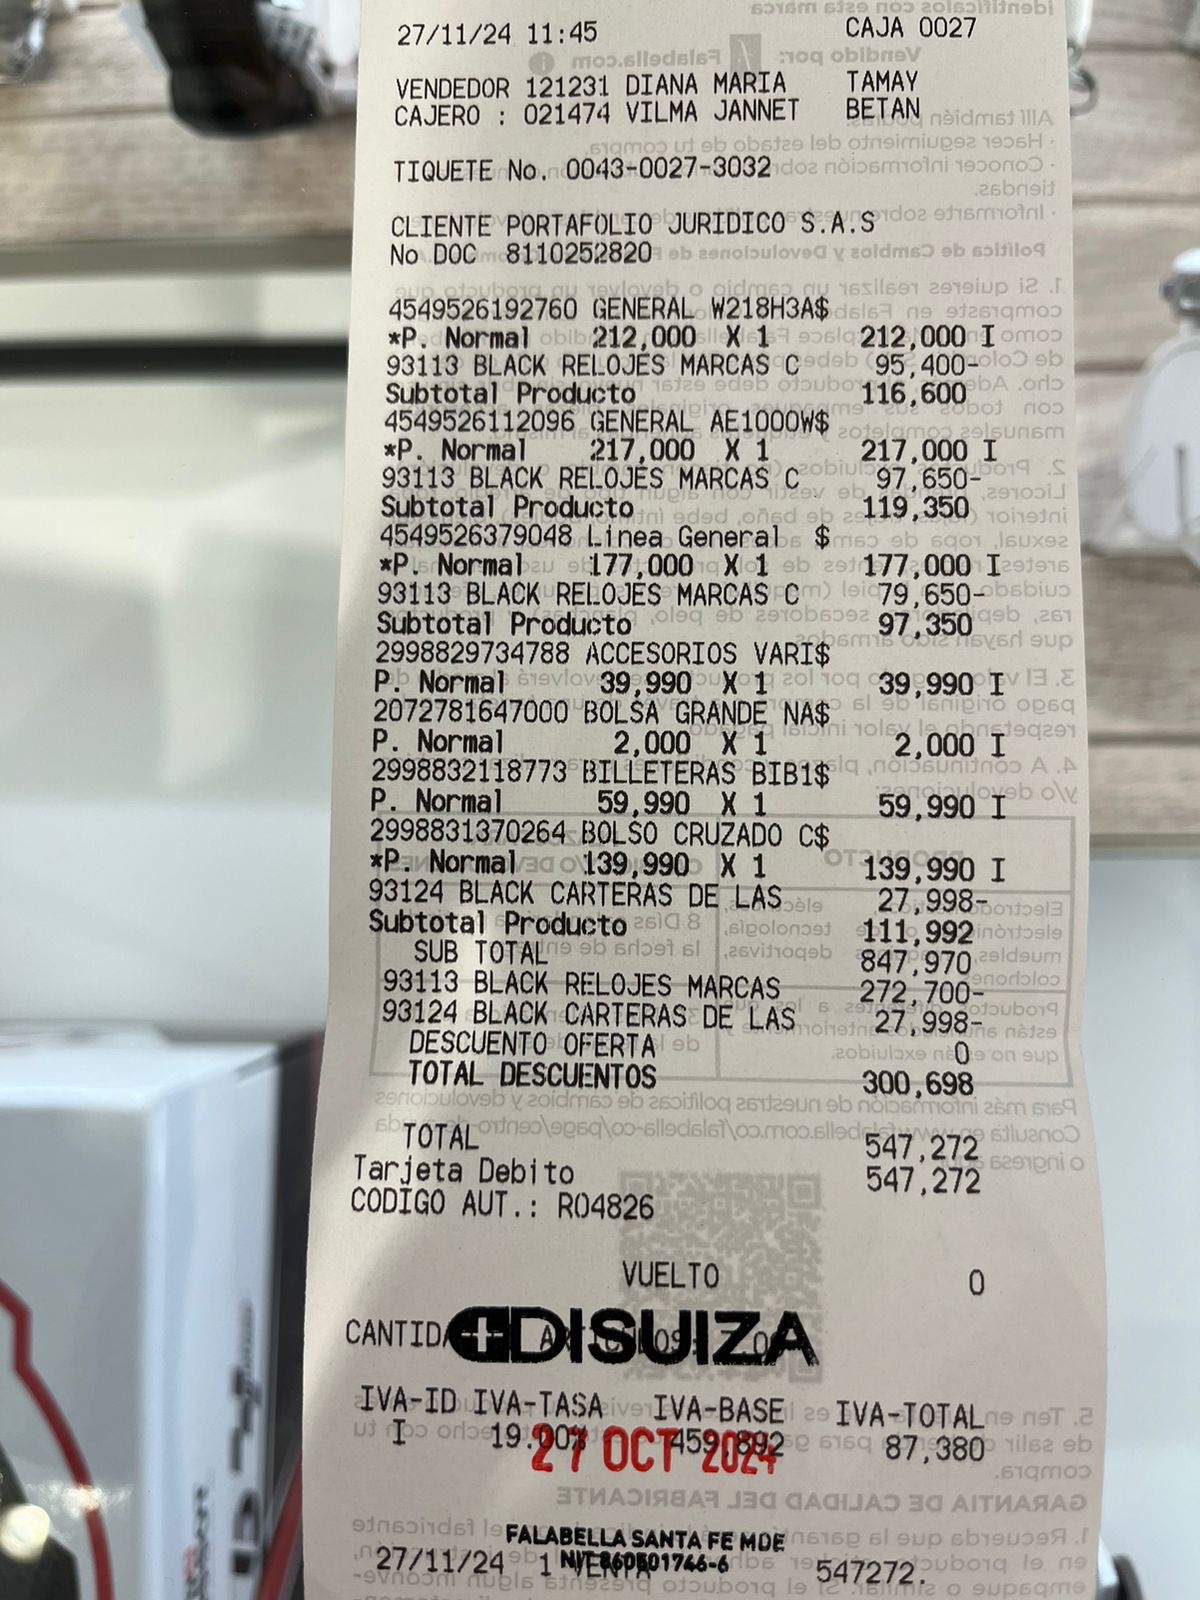 27/11/24 11:45 CAJA 0027
VENDEDOR 121231 DIANA MARIA TAMAY
CAJERO : 021474 VILMA JANNET BETAN
TIQUETE No. 0043-0027-3032
CLIENTE PORTAFOLIO JURIDICO S.A.S
No DOC 8110252820
4549526192760 GENERAL W218H3A$
*P. Normal 212,000 X 1 212,000 I
93113 BLACK RELOJES MARCAS C 95,400-
Subtotal Producto 116,600
4549526112096 GENERAL AE1000W$
*P. Normal 217,000 X 1 217,000 I
93113 BLACK RELOJES MARCAS C 97,650-
Subtotal Producto 119,350
4549526379048 Linea General $
*P. Normal 177,000 X 1 177,000 I
93113 BLACK RELOJES MARCAS C 79,650-
Subtotal Producto 97,350
2998829734788 ACCESORIOS VARI$
P. Normal 39,990 X 1 39,990 I
2072781647000 BOLSA GRANDE NA$
P. Normal 2,000 X 1 2,000 I
2998832118773 BILLETERAS BIB1$
P. Normal 59,990 X 1 59,990 I
2998831370264 BOLSO CRUZADO C$
*P. Normal 139,990 X 1 139,990 I
93124 BLACK CARTERAS DE LAS 27,998-
Subtotal Producto 111,992
SUB TOTAL 847,970
93113 BLACK RELOJES MARCAS 272,700-
93124 BLACK CARTERAS DE LAS 27,998-
DESCUENTO OFERTA 0
TOTAL DESCUENTOS 300,698
TOTAL 547,272
Tarjeta Debito 547,272
CODIGO AUT.: R04826
VUELTO 0
DISUIZA
IVA-ID IVA-TASA IVA-BASE IVA-TOTAL
I 19.00% 459,892 87,380
27 OCT 2024
FALABELLA SANTA FE MDE
NIT 860501746-6
27/11/24 1 VENTA 547272.